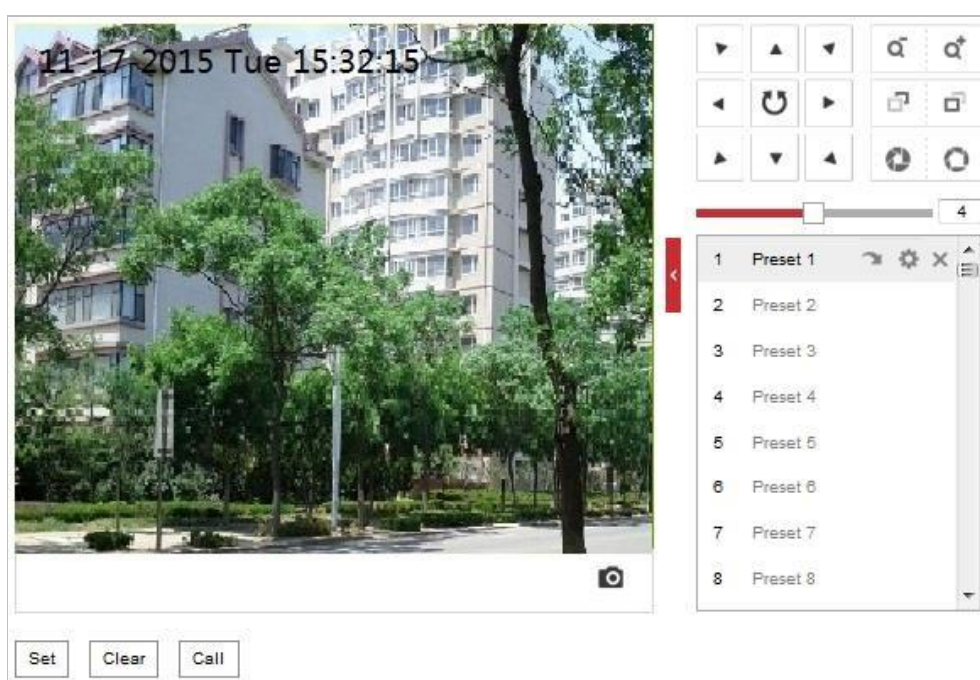 11-17-2015 Tue 15:32:15
4
1 Preset 1
2 Preset 2
3 Preset 3
4 Preset 4
5 Preset 5
6 Preset 6
7 Preset 7
8 Preset 8
Set Clear Call